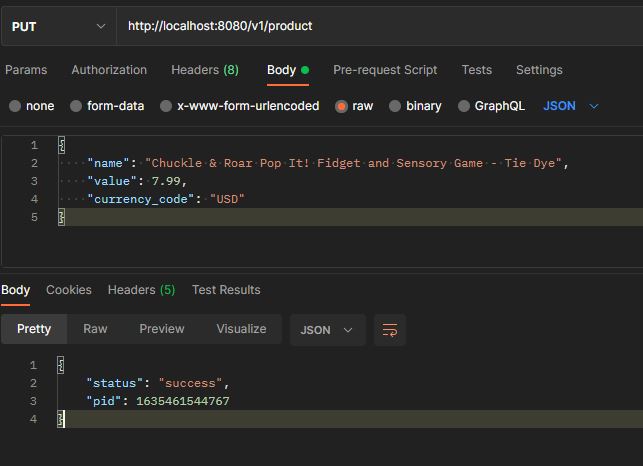 PUT http://localhost:8080/v1/product
Params Authorization Headers (8) Body Pre-request Script Tests Settings
none form-data x-www-form-urlencoded raw binary GraphQL JSON
1 {
2 "name": "Chuckle & Roar Pop It! Fidget and Sensory Game - Tie Dye",
3 "value": 7.99,
4 "currency_code": "USD"
5 }
Body Cookies Headers (5) Test Results
Pretty Raw Preview Visualize JSON
1 {
2 "status": "success",
3 "pid": 1635461544767
4 }